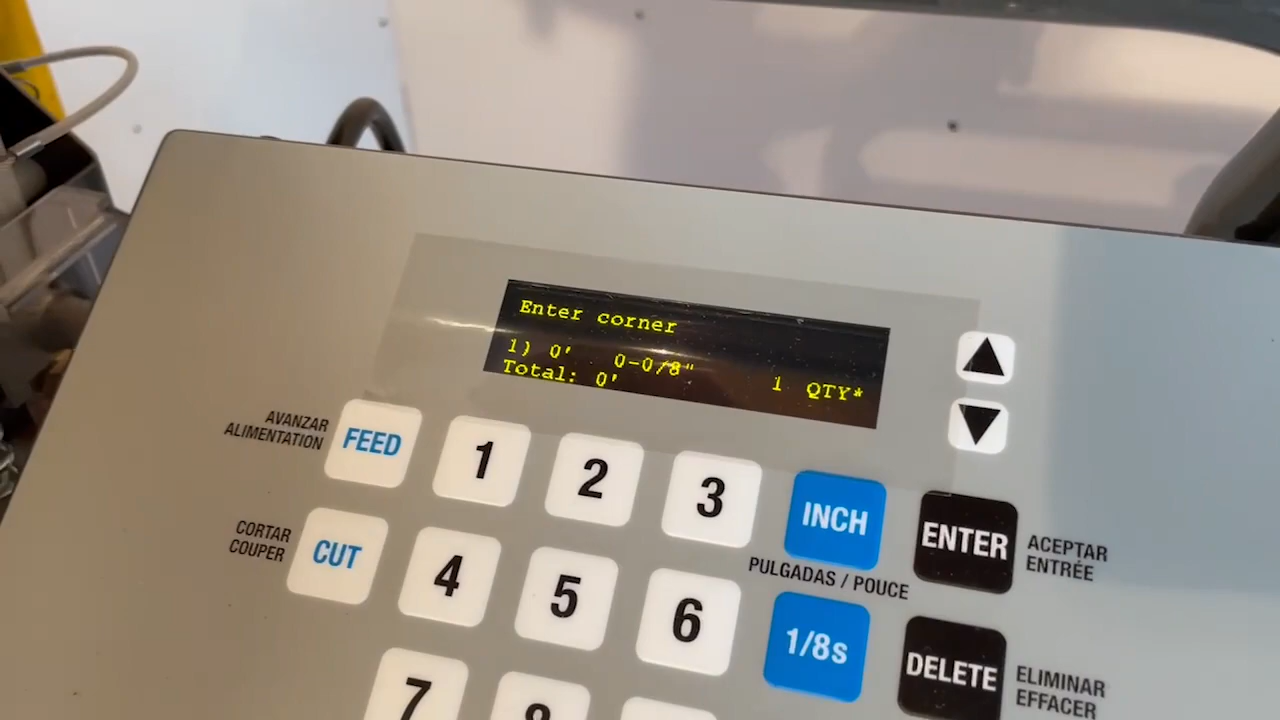 Enter corner
1) 0' 0-0/8" 1 QTY*
Total: 0'
▲
▼
AVANZAR
ALIMENTATION
FEED
1
2
3
INCH
PULGADAS / POUCE
ENTER
ACEPTAR
ENTRÉE
CORTAR
COUPER
CUT
4
5
6
1/8s
DELETE
ELIMINAR
EFFACER
7
8